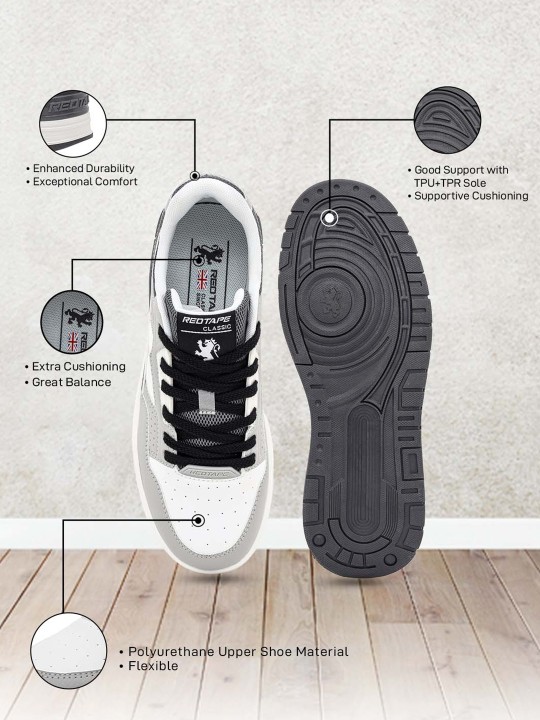 • Enhanced Durability
• Exceptional Comfort
• Good Support with
TPU+TPR Sole
• Supportive Cushioning
REDTAPE
CLASSIC
• Extra Cushioning
• Great Balance
REDTAPE
• Polyurethane Upper Shoe Material
• Flexible